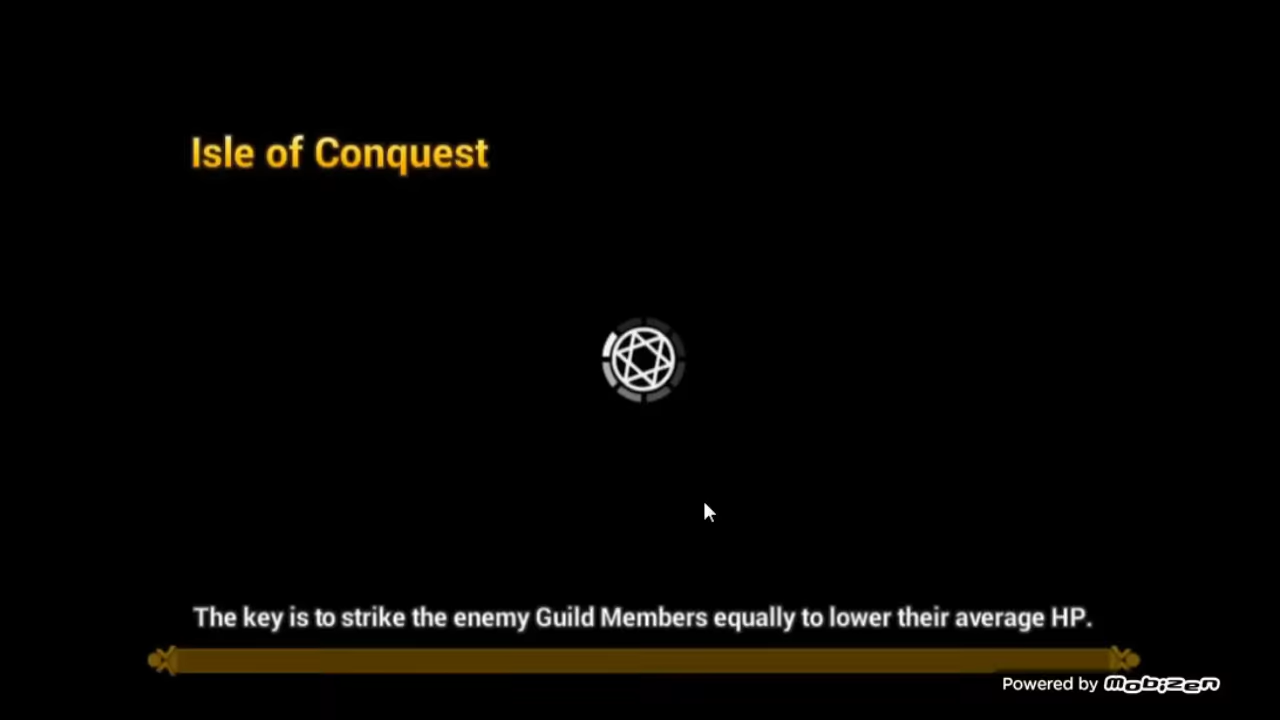 Isle of Conquest
The key is to strike the enemy Guild Members equally to lower their average HP.
Powered by Mobizen